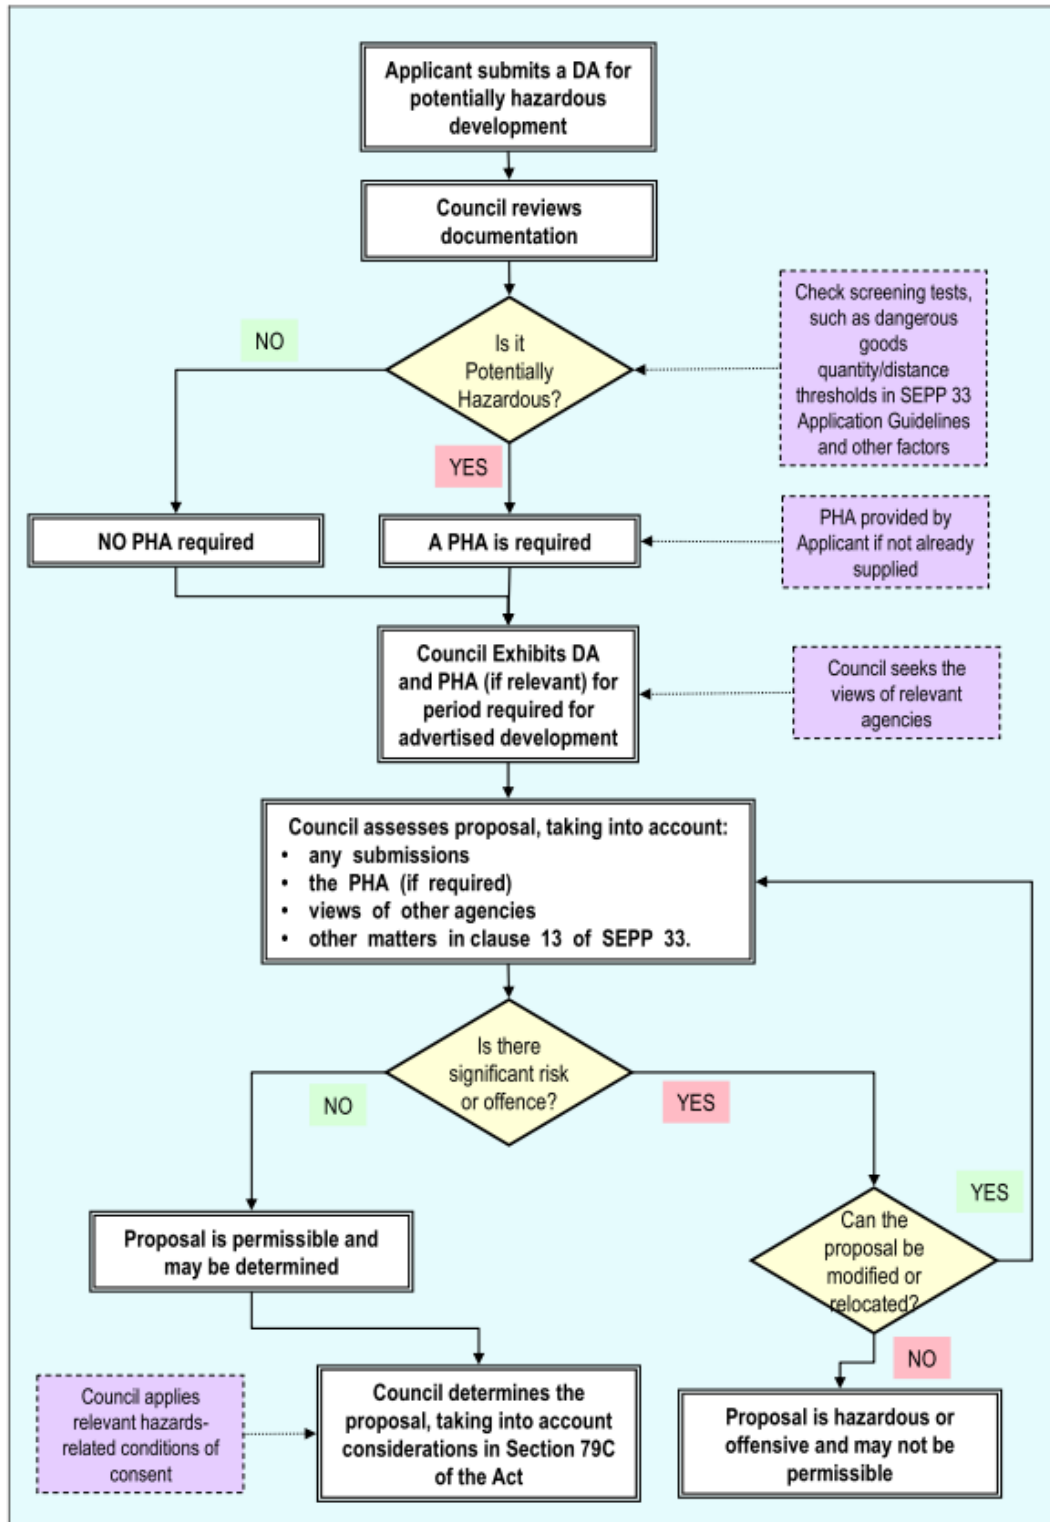 Applicant submits a DA for
potentially hazardous
development
Council reviews
documentation
Check screening tests,
such as dangerous
goods
quantity/distance
thresholds in SEPP 33
Application Guidelines
and other factors
NO
Is it
Potentially
Hazardous?
YES
NO PHA required
A PHA is required
PHA provided by
Applicant if not already
supplied
Council Exhibits DA
and PHA (if relevant) for
period required for
advertised development
Council seeks the
views of relevant
agencies
Council assesses proposal, taking into account:
• any submissions
• the PHA (if required)
• views of other agencies
• other matters in clause 13 of SEPP 33.
Is there
significant risk
or offence?
NO
YES
YES
Proposal is permissible and
may be determined
Can the
proposal be
modified or
relocated?
NO
Council applies
relevant hazards-
related conditions of
consent
Council determines the
proposal, taking into account
considerations in Section 79C
of the Act
Proposal is hazardous or
offensive and may not be
permissible